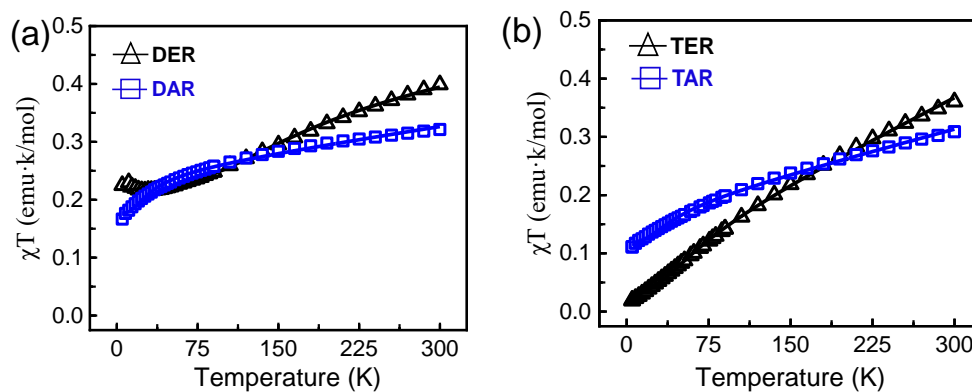 (a)
0.5
0.4
0.3
0.2
0.1
0.0
χT (emu·k/mol)
DER
DAR
0 75 150 225 300
Temperature (K)
(b)
0.5
0.4
0.3
0.2
0.1
0.0
χT (emu·k/mol)
TER
TAR
0 75 150 225 300
Temperature (K)